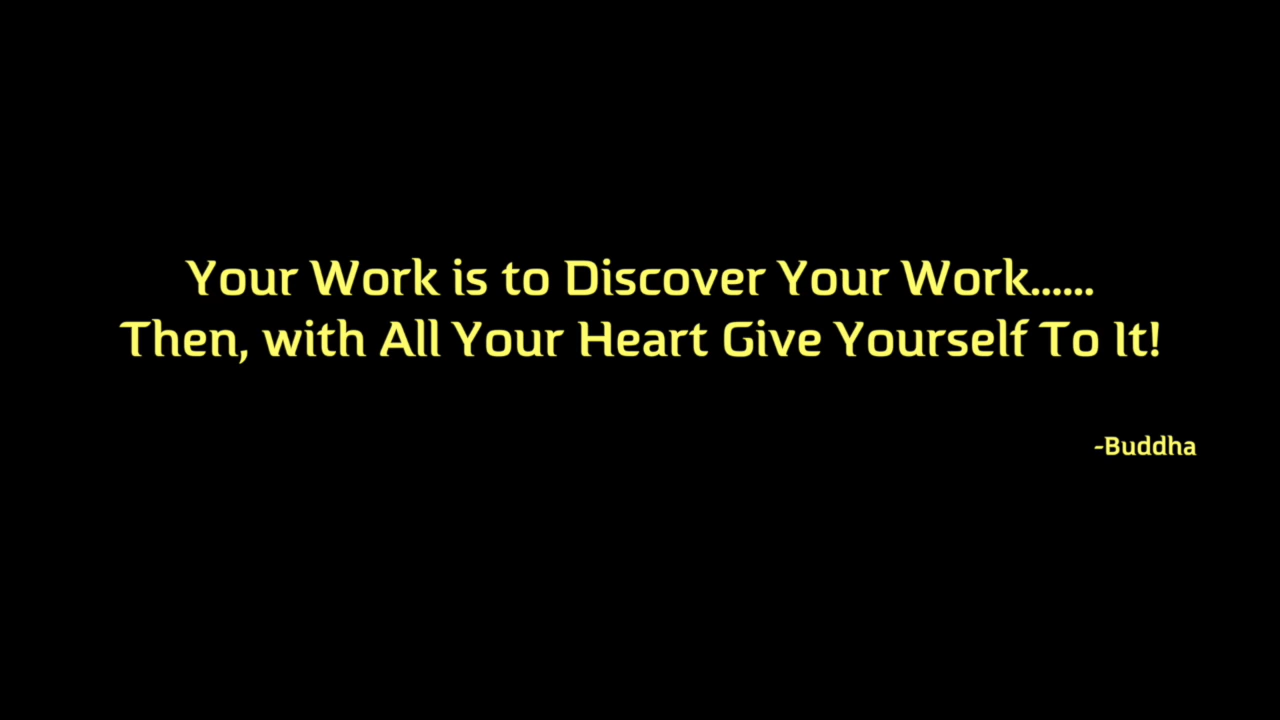 Your Work is to Discover Your Work......
Then, with All Your Heart Give Yourself To It!
-Buddha